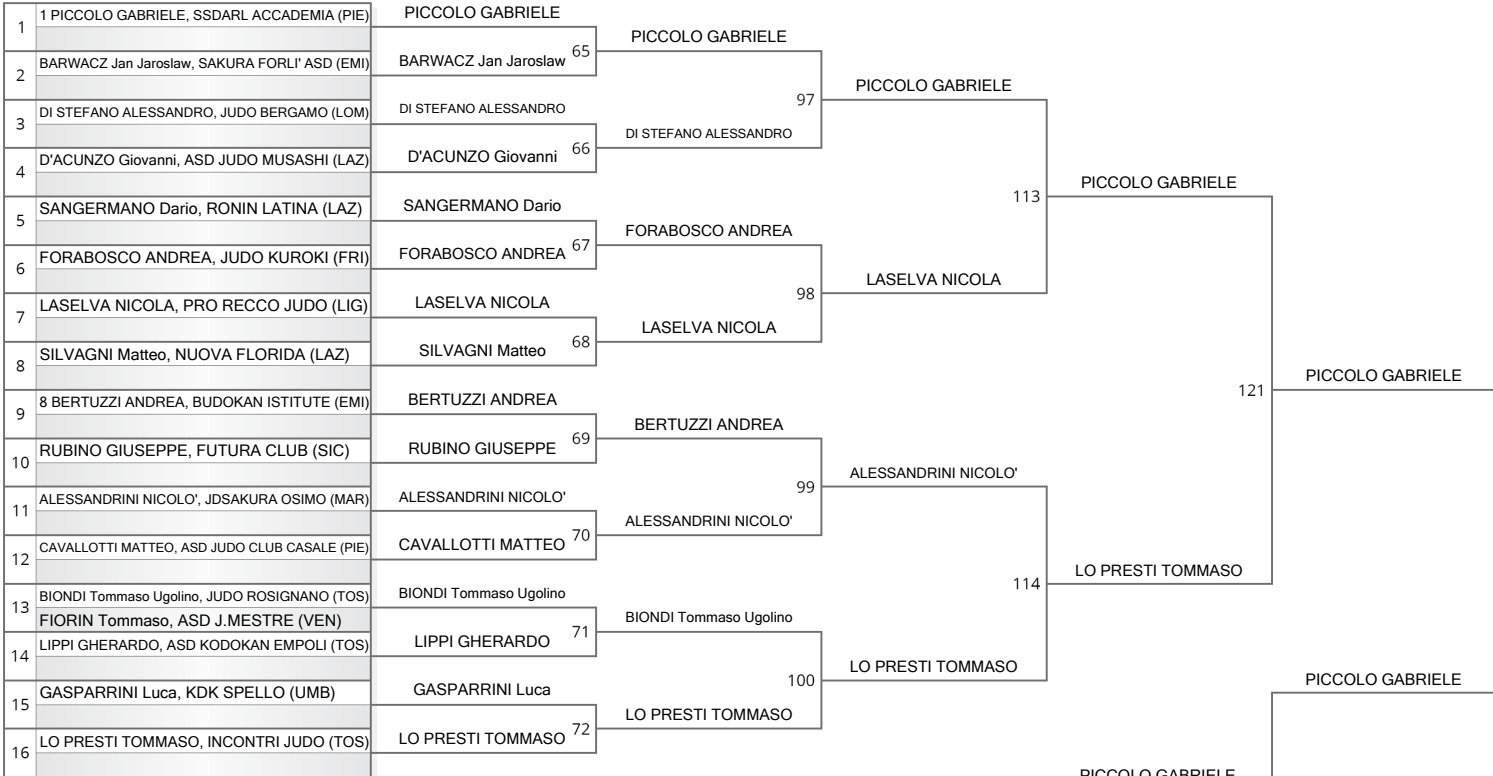 1 PICCOLO GABRIELE, SSDARL ACCADEMIA (PIE)
1
BARWACZ Jan Jaroslaw, SAKURA FORLI' ASD (EMI)
2
DI STEFANO ALESSANDRO, JUDO BERGAMO (LOM)
3
D'ACUNZO Giovanni, ASD JUDO MUSASHI (LAZ)
4
SANGERMANO Dario, RONIN LATINA (LAZ)
5
FORABOSCO ANDREA, JUDO KUROKI (FRI)
6
LASELVA NICOLA, PRO RECCO JUDO (LIG)
7
SILVAGNI Matteo, NUOVA FLORIDA (LAZ)
8
8 BERTUZZI ANDREA, BUDOKAN ISTITUTE (EMI)
9
RUBINO GIUSEPPE, FUTURA CLUB (SIC)
10
ALESSANDRINI NICOLO', JDSAKURA OSIMO (MAR)
11
CAVALLOTTI MATTEO, ASD JUDO CLUB CASALE (PIE)
12
BIONDI Tommaso Ugolino, JUDO ROSIGNANO (TOS)
13
FIORIN Tommaso, ASD J.MESTRE (VEN)
LIPPI GHERARDO, ASD KODOKAN EMPOLI (TOS)
14
GASPARRINI Luca, KDK SPELLO (UMB)
15
LO PRESTI TOMMASO, INCONTRI JUDO (TOS)
16
PICCOLO GABRIELE
65
BARWACZ Jan Jaroslaw
DI STEFANO ALESSANDRO
66
D'ACUNZO Giovanni
SANGERMANO Dario
67
FORABOSCO ANDREA
LASELVA NICOLA
68
SILVAGNI Matteo
BERTUZZI ANDREA
69
RUBINO GIUSEPPE
ALESSANDRINI NICOLO'
70
CAVALLOTTI MATTEO
BIONDI Tommaso Ugolino
71
LIPPI GHERARDO
GASPARRINI Luca
72
LO PRESTI TOMMASO
PICCOLO GABRIELE
97
DI STEFANO ALESSANDRO
FORABOSCO ANDREA
98
LASELVA NICOLA
BERTUZZI ANDREA
99
ALESSANDRINI NICOLO'
BIONDI Tommaso Ugolino
100
LO PRESTI TOMMASO
PICCOLO GABRIELE
113
LASELVA NICOLA
ALESSANDRINI NICOLO'
114
LO PRESTI TOMMASO
PICCOLO GABRIELE
121
LO PRESTI TOMMASO
PICCOLO GABRIELE
PICCOLO GABRIELE
PICCOLO GABRIELE